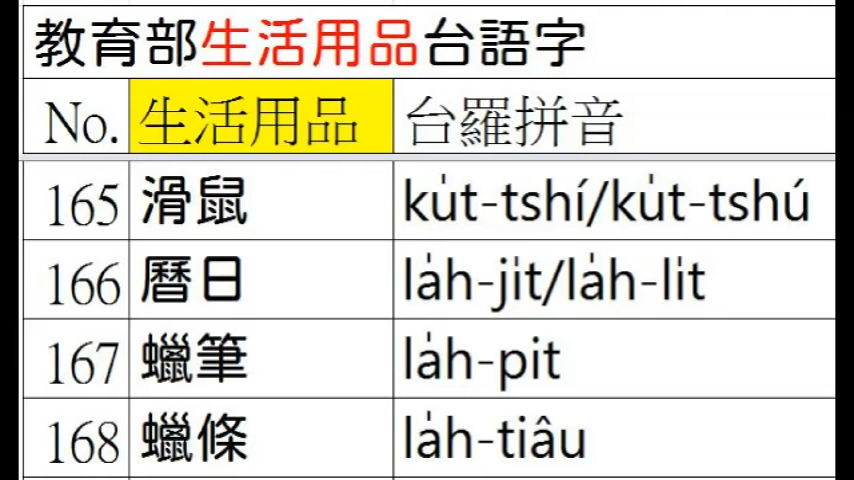 教育部生活用品台語字
No. 生活用品 台羅拼音
165 滑鼠 ku̍t-tshí/ku̍t-tshú
166 曆日 la̍h-ji̍t/la̍h-li̍t
167 蠟筆 la̍h-pit
168 蠟條 la̍h-tiâu